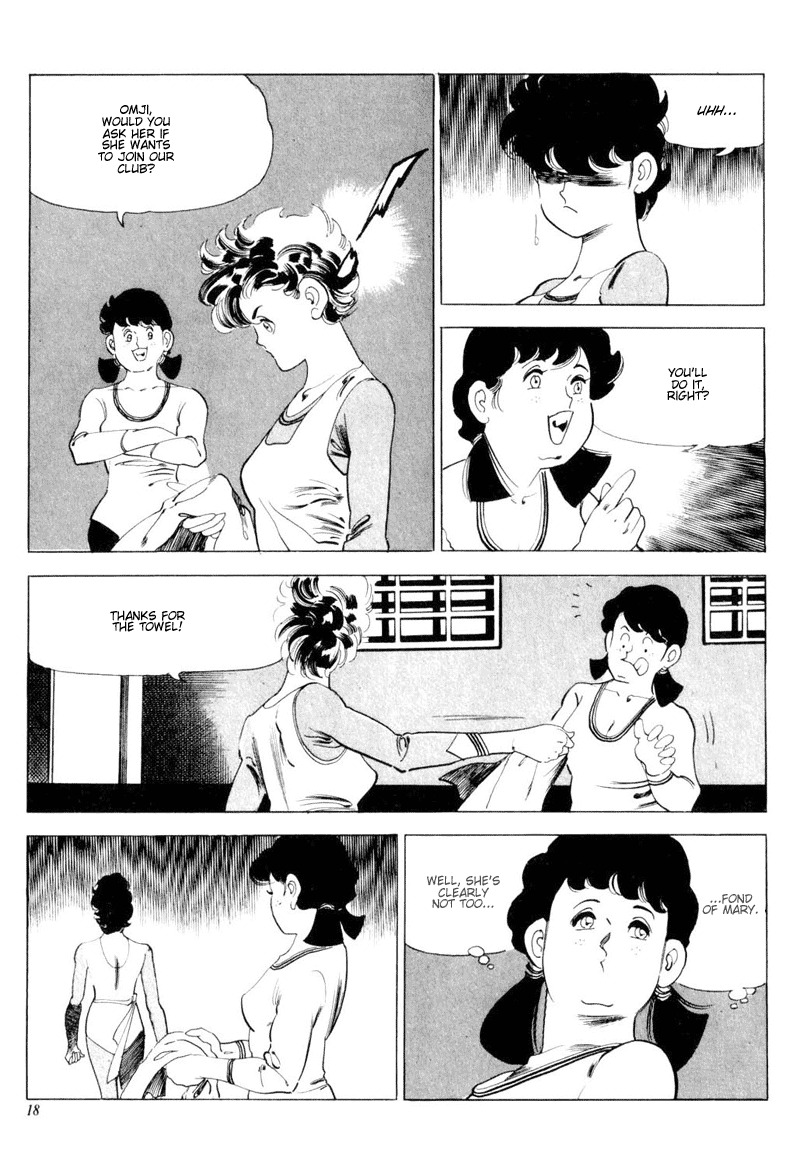 OMJI,
WOULD YOU
ASK HER IF
SHE WANTS
TO JOIN OUR
CLUB?
UHH...
YOU'LL
DO IT,
RIGHT?
THANKS FOR
THE TOWEL!
WELL, SHE'S
CLEARLY
NOT TOO...
...FOND
OF MARY.
18